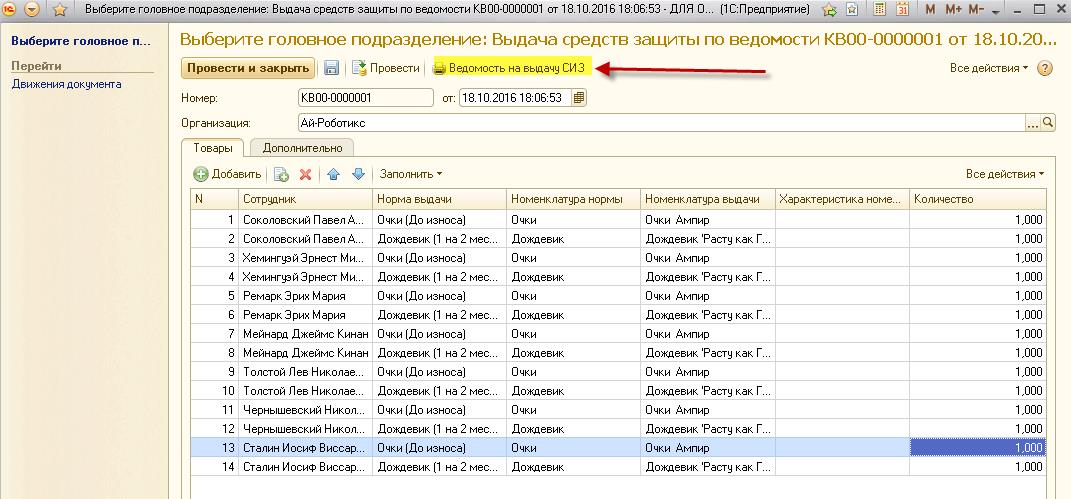 Выберите головное подразделение: Выдача средств защиты по ведомости КВ00-0000001 от 18.10.2016 18:06:53 - ДЛЯ О... (1С:Предприятие)
M M+ M-
Выберите головное п...
Перейти
Движения документа
Выберите головное подразделение: Выдача средств защиты по ведомости КВ00-0000001 от 18.10.20...
Провести и закрыть Провести Ведомость на выдачу СИЗ Все действия
Номер: КВ00-0000001 от: 18.10.2016 18:06:53
Организация: Ай-Роботикс
Товары Дополнительно
Добавить Заполнить Все действия
N Сотрудник Норма выдачи Номенклатура нормы Номенклатура выдачи Характеристика номе... Количество
1 Соколовский Павел А... Очки (До износа) Очки Очки Ампир 1,000
2 Соколовский Павел А... Дождевик (1 на 2 мес... Дождевик Дождевик "Расту как Г... 1,000
3 Хемингуэй Эрнест Ми... Очки (До износа) Очки Очки Ампир 1,000
4 Хемингуэй Эрнест Ми... Дождевик (1 на 2 мес... Дождевик Дождевик "Расту как Г... 1,000
5 Ремарк Эрих Мария Очки (До износа) Очки Очки Ампир 1,000
6 Ремарк Эрих Мария Дождевик (1 на 2 мес... Дождевик Дождевик "Расту как Г... 1,000
7 Мейнард Джеймс Кинан Очки (До износа) Очки Очки Ампир 1,000
8 Мейнард Джеймс Кинан Дождевик (1 на 2 мес... Дождевик Дождевик "Расту как Г... 1,000
9 Толстой Лев Николае... Очки (До износа) Очки Очки Ампир 1,000
10 Толстой Лев Николае... Дождевик (1 на 2 мес... Дождевик Дождевик "Расту как Г... 1,000
11 Чернышевский Никол... Очки (До износа) Очки Очки Ампир 1,000
12 Чернышевский Никол... Дождевик (1 на 2 мес... Дождевик Дождевик "Расту как Г... 1,000
13 Сталин Иосиф Виссар... Очки (До износа) Очки Очки Ампир 1,000
14 Сталин Иосиф Виссар... Дождевик (1 на 2 мес... Дождевик Дождевик "Расту как Г... 1,000